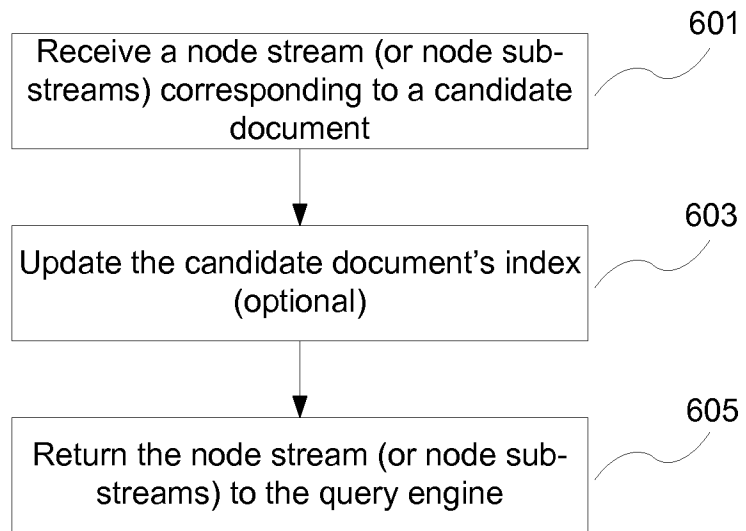 601
Receive a node stream (or node sub-
streams) corresponding to a candidate
document
603
Update the candidate document's index
(optional)
605
Return the node stream (or node sub-
streams) to the query engine